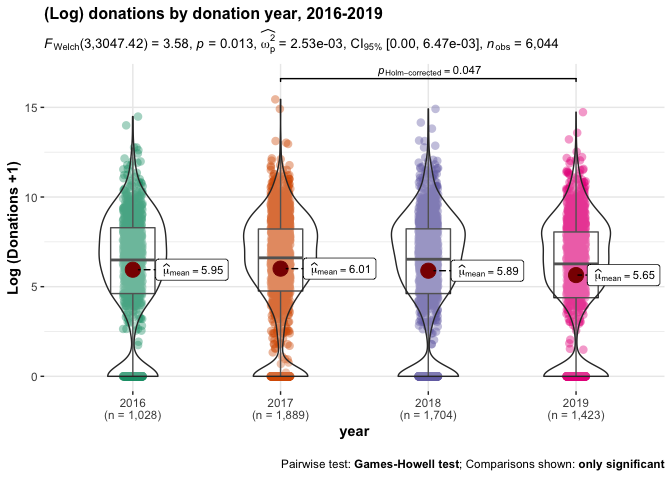 (Log) donations by donation year, 2016-2019
F Welch(3,3047.42) = 3.58, p = 0.013, ω̂²p = 2.53e-03, CI95% [0.00, 6.47e-03], nobs = 6,044
pHolm-corrected = 0.047
15
10
5
0
Log (Donations +1)
μ̂mean = 5.95
μ̂mean = 6.01
μ̂mean = 5.89
μ̂mean = 5.65
2016
(n = 1,028)
2017
(n = 1,889)
2018
(n = 1,704)
2019
(n = 1,423)
year
Pairwise test: Games-Howell test; Comparisons shown: only significant